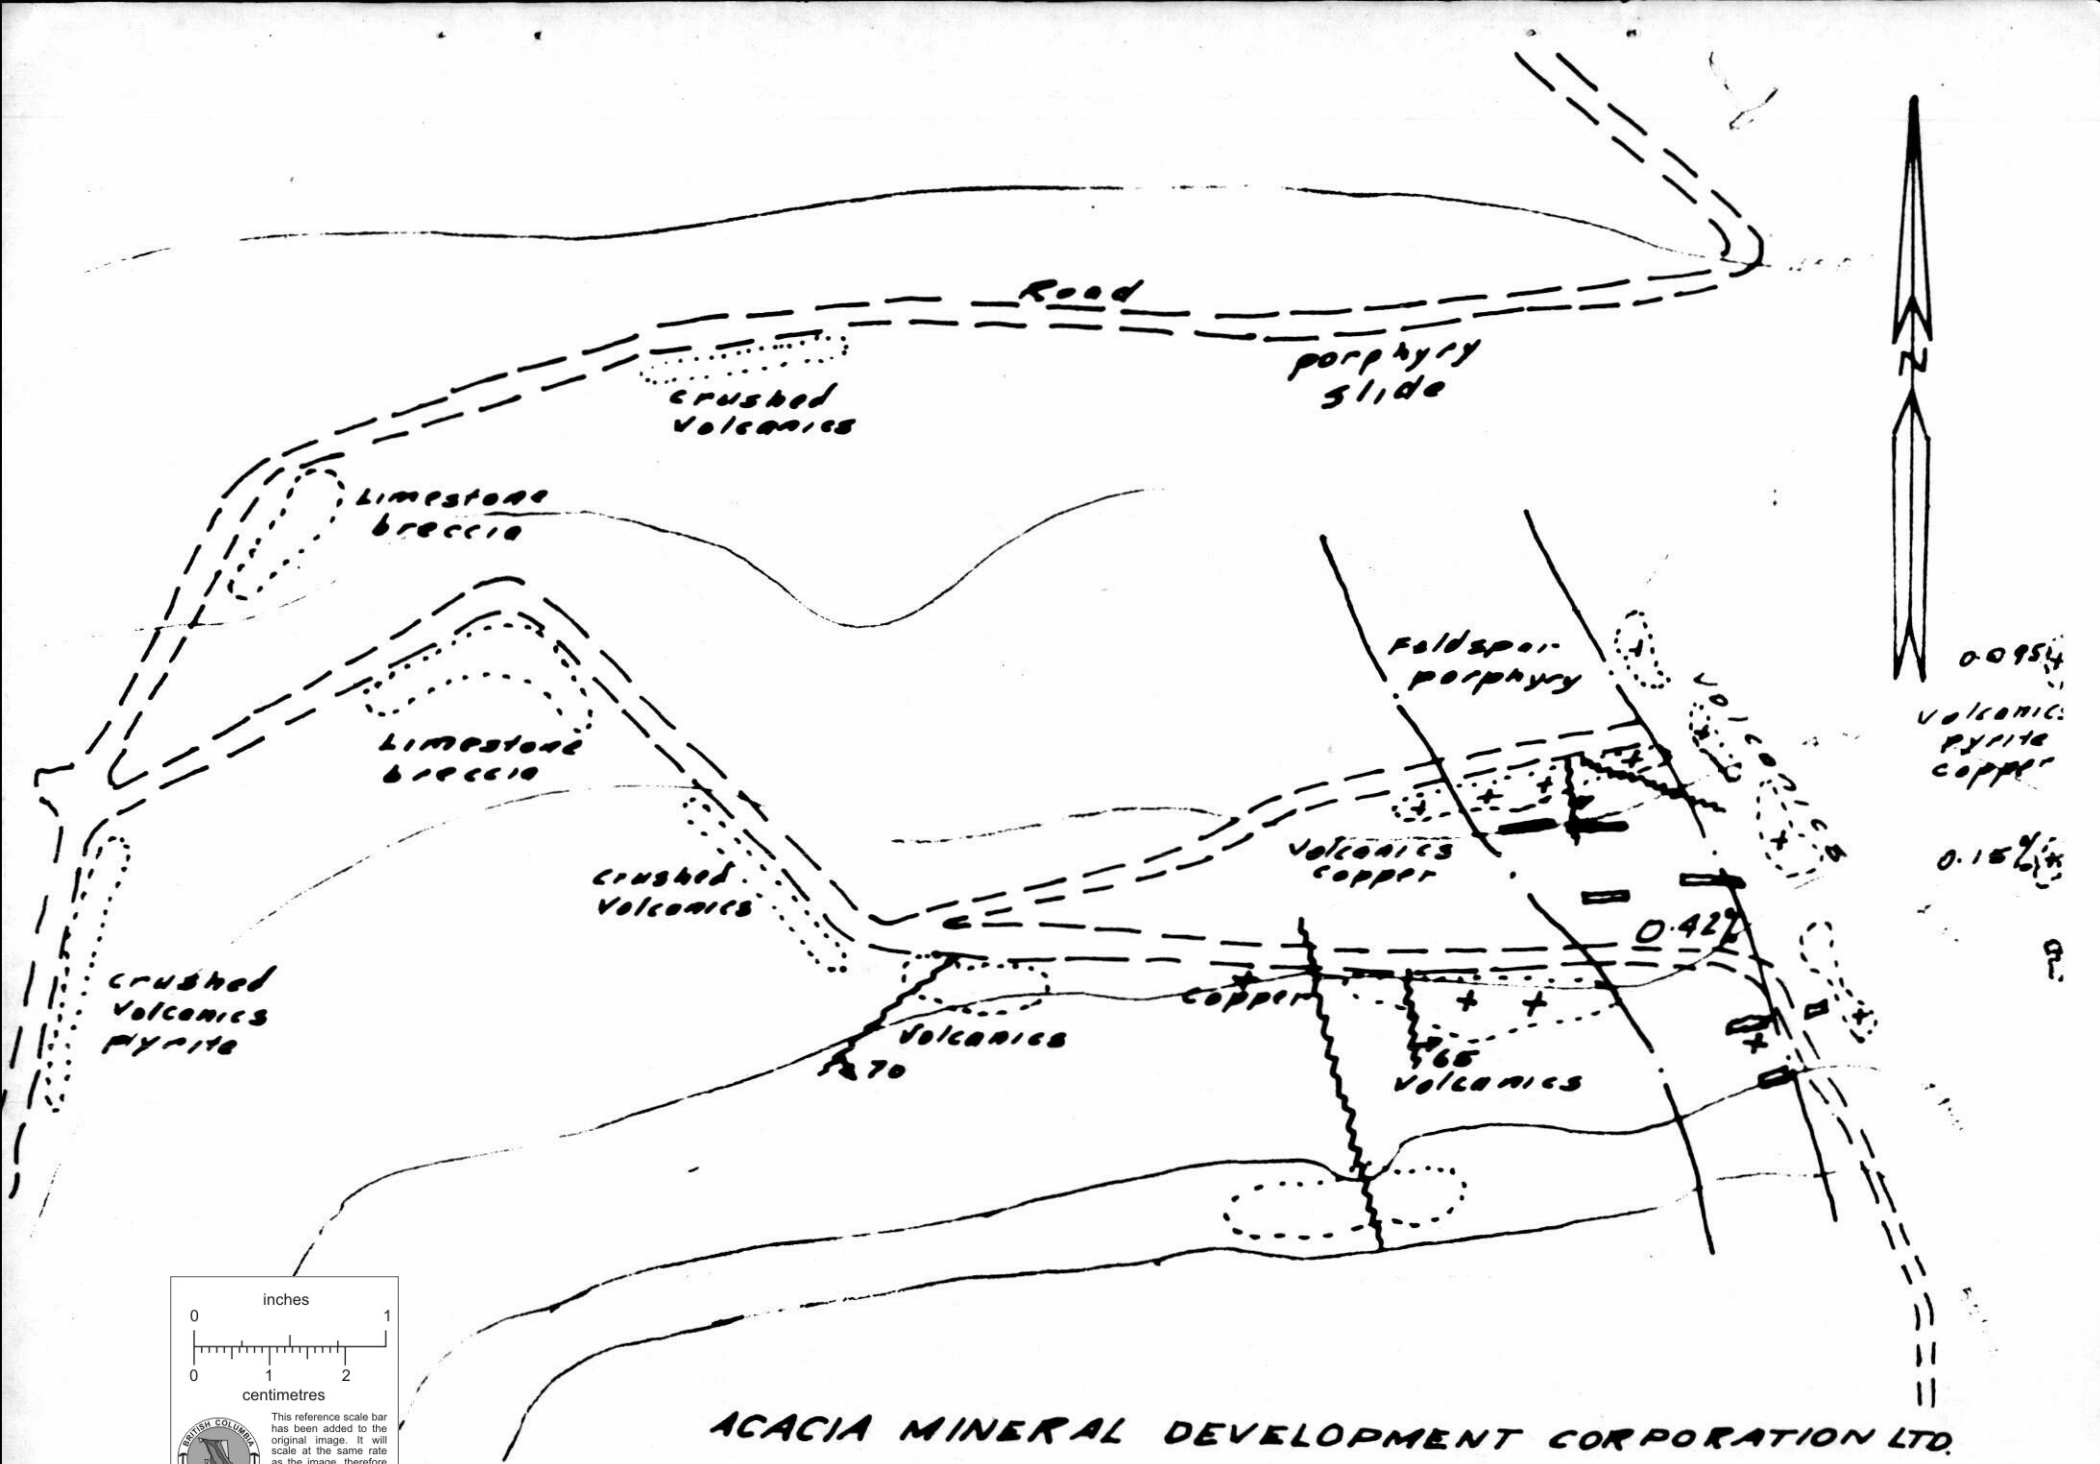 Road
porphyry
slide
crushed
volcanics
N
Limestone
breccia
Feldspar
porphyry
volcanics
0.095
volcanics
pyrite
copper
Limestone
breccia
0.15%
volcanics
copper
crushed
volcanics
0.42%
copper
crushed
volcanics
pyrite
volcanics
70
65
volcanics
inches
0 1
0 1 2
centimetres
BRITISH COLUMBIA
This reference scale bar
has been added to the
original image. It will
scale at the same rate
as the image, therefore
ACACIA MINERAL DEVELOPMENT CORPORATION LTD.